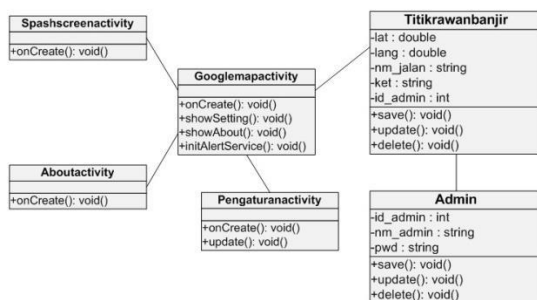 Spashscreenactivity
+onCreate(): void()
Googlemapactivity
+onCreate(): void()
+showSetting(): void()
+showAbout(): void()
+initAlertService(): void()
Aboutactivity
+onCreate(): void()
Pengaturanactivity
+onCreate(): void()
+update(): void()
Titikrawanbanjir
-lat : double
-lang : double
-nm_jalan : string
-ket : string
-id_admin : int
+save(): void()
+update(): void()
+delete(): void()
Admin
-id_admin : int
-nm_admin : string
-pwd : string
+save(): void()
+update(): void()
+delete(): void()